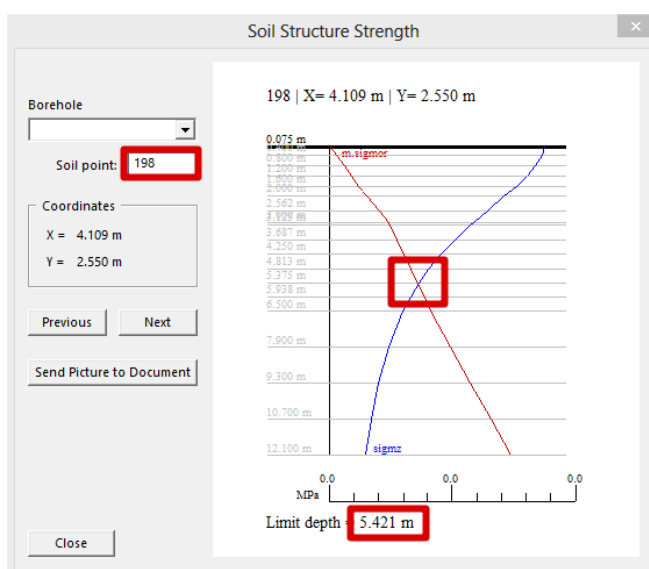 Soil Structure Strength
×
Borehole
Soil point: 198
Coordinates
X = 4.109 m
Y = 2.550 m
Previous
Next
Send Picture to Document
Close
198 | X= 4.109 m | Y= 2.550 m
0.075 m
m.sigmor
0.800 m
1.200 m
1.600 m
2.000 m
2.562 m
3.125 m
3.687 m
4.250 m
4.813 m
5.375 m
5.938 m
6.500 m
7.900 m
9.300 m
10.700 m
12.100 m
sigmz
0.0 0.0 0.0
MPa
Limit depth = 5.421 m